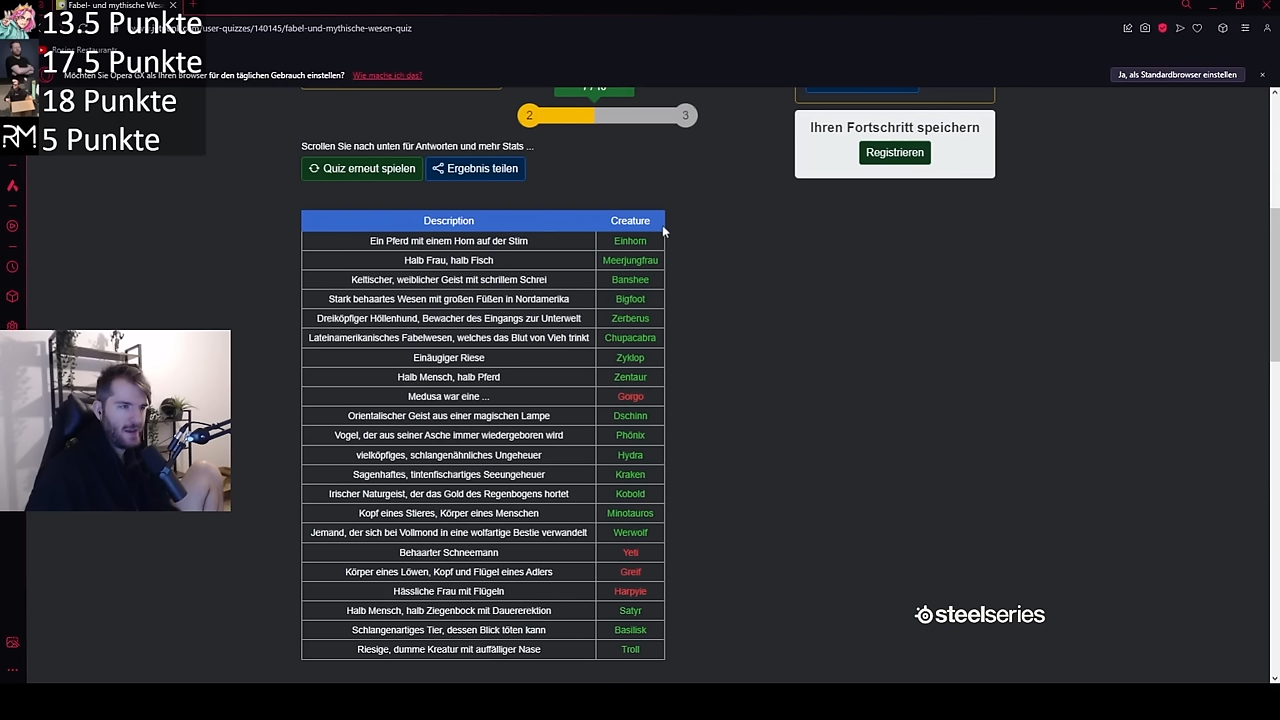 Fabel- und mythische Wes
13.5 Punkte
/user-quizzes/140145/fabel-und-mythische-wesen-quiz
Rosins Restaurants
17.5 Punkte
Möchten Sie Opera GX als Ihren Browser für den täglichen Gebrauch einstellen?
Wie mache ich das?
Ja, als Standardbrowser einstellen
18 Punkte
RM
5 Punkte
2
3
Ihren Fortschritt speichern
Registrieren
Scrollen Sie nach unten für Antworten und mehr Stats ...
Quiz erneut spielen
Ergebnis teilen
Description Creature
Ein Pferd mit einem Horn auf der Stirn Einhorn
Halb Frau, halb Fisch Meerjungfrau
Keltischer, weiblicher Geist mit schrillem Schrei Banshee
Stark behaartes Wesen mit großen Füßen in Nordamerika Bigfoot
Dreiköpfiger Höllenhund, Bewacher des Eingangs zur Unterwelt Zerberus
Lateinamerikanisches Fabelwesen, welches das Blut von Vieh trinkt Chupacabra
Einäugiger Riese Zyklop
Halb Mensch, halb Pferd Zentaur
Medusa war eine ... Gorgo
Orientalischer Geist aus einer magischen Lampe Dschinn
Vogel, der aus seiner Asche immer wiedergeboren wird Phönix
vielköpfiges, schlangenähnliches Ungeheuer Hydra
Sagenhaftes, tintenfischartiges Seeungeheuer Kraken
Irischer Naturgeist, der das Gold des Regenbogens hortet Kobold
Kopf eines Stieres, Körper eines Menschen Minotauros
Jemand, der sich bei Vollmond in eine wolfartige Bestie verwandelt Werwolf
Behaarter Schneemann Yeti
Körper eines Löwen, Kopf und Flügel eines Adlers Greif
Hässliche Frau mit Flügeln Harpyie
Halb Mensch, halb Ziegenbock mit Dauererektion Satyr
Schlangenartiges Tier, dessen Blick töten kann Basilisk
Riesige, dumme Kreatur mit auffälliger Nase Troll
steelseries